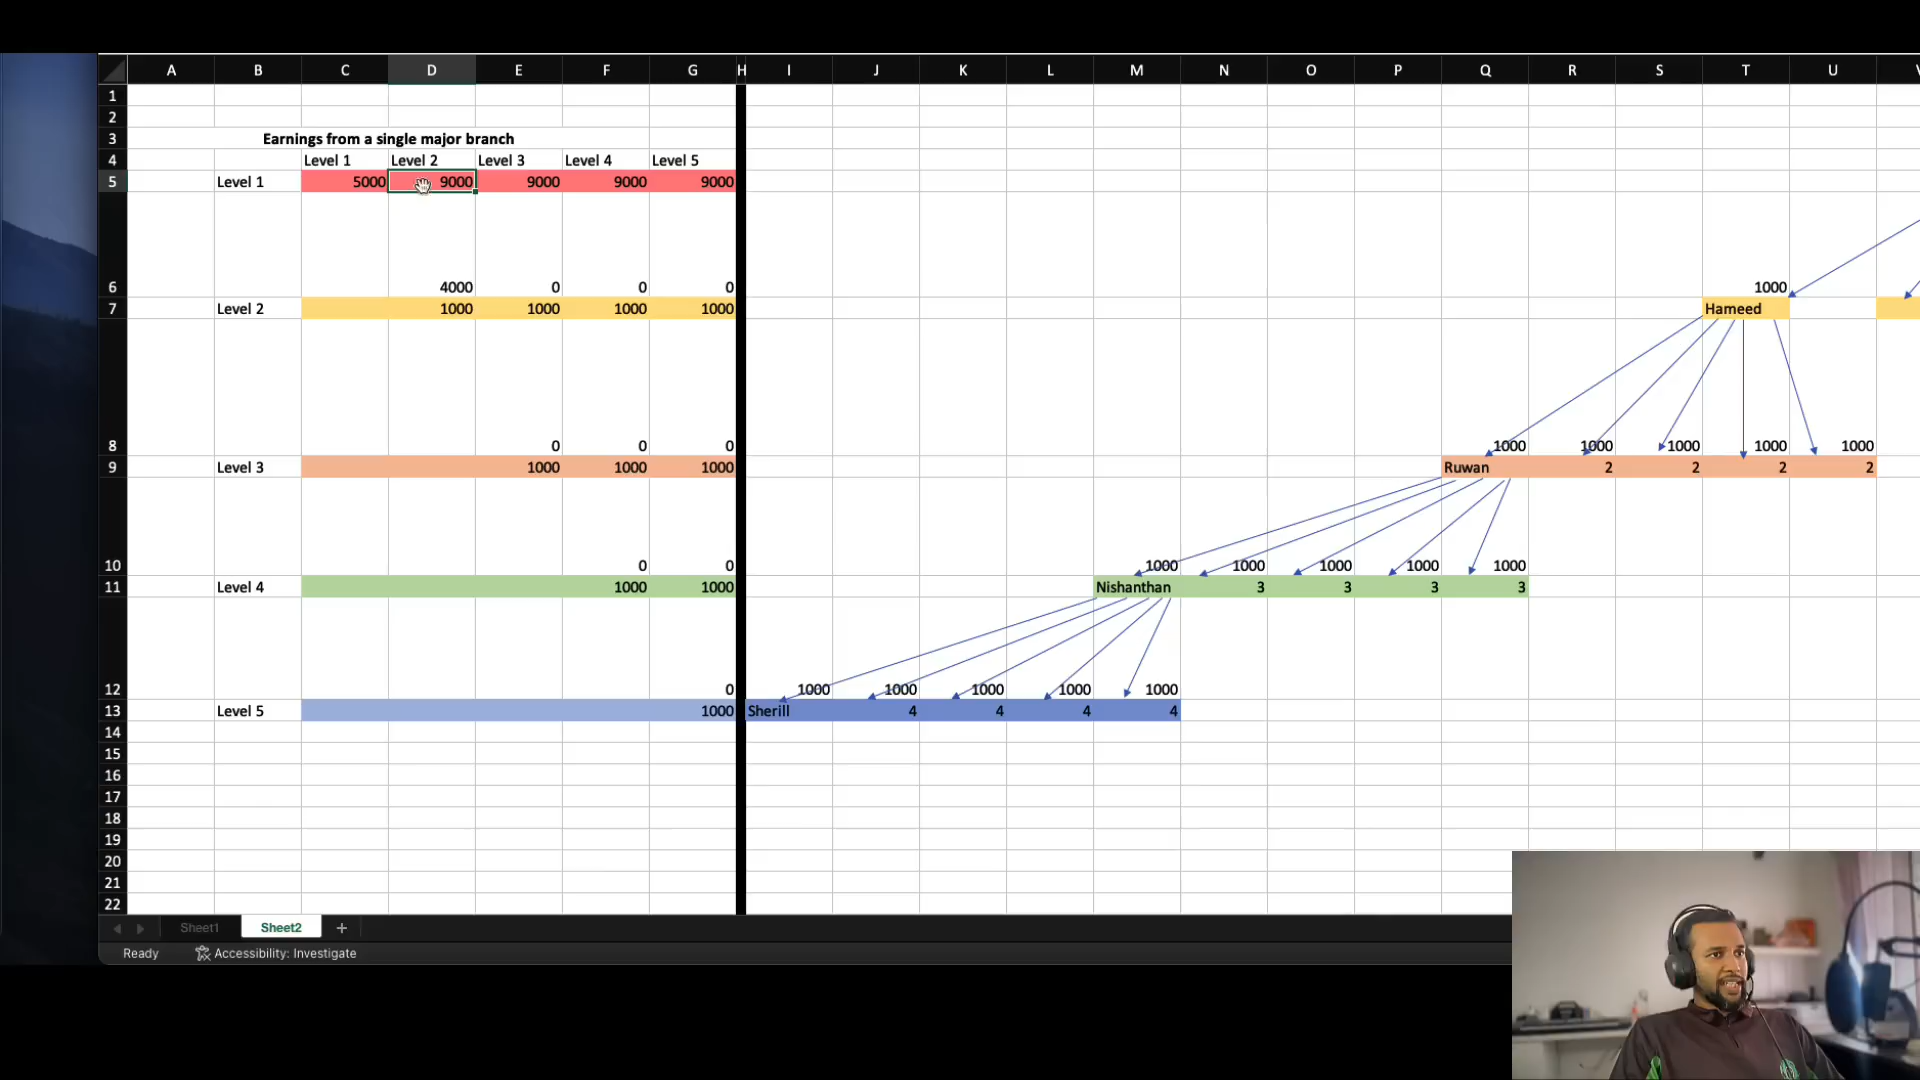 A B C D E F G H I J K L M N O P Q R S T U
1
2
3 Earnings from a single major branch
4 Level 1 Level 2 Level 3 Level 4 Level 5
5 Level 1 5000 9000 9000 9000 9000
6 4000 0 0 0 1000
7 Level 2 1000 1000 1000 1000 Hameed
8 0 0 0 1000 1000 1000 1000 1000
9 Level 3 1000 1000 1000 Ruwan 2 2 2 2
10 0 0 1000 1000 1000 1000 1000
11 Level 4 1000 1000 Nishanthan 3 3 3 3
12 0 1000 1000 1000 1000 1000
13 Level 5 1000 Sherill 4 4 4 4
14
15
16
17
18
19
20
21
22
Sheet1 Sheet2 +
Ready Accessibility: Investigate